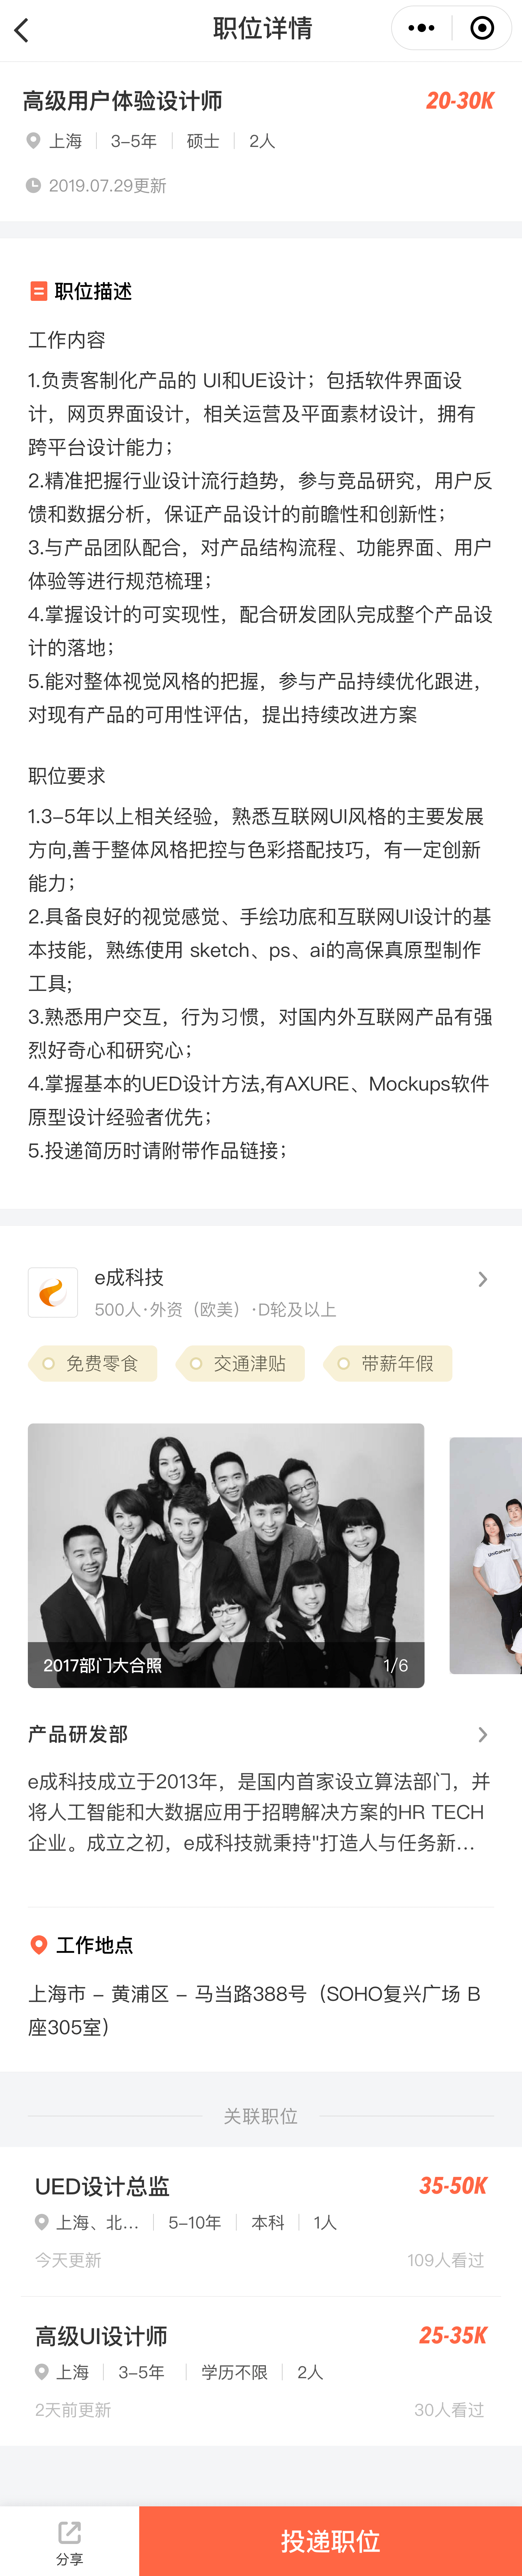 职位详情
高级用户体验设计师
20-30K
上海 3-5年 硕士 2人
2019.07.29更新
职位描述
工作内容
1.负责客制化产品的 UI和UE设计；包括软件界面设
计，网页界面设计，相关运营及平面素材设计，拥有
跨平台设计能力；
2.精准把握行业设计流行趋势，参与竞品研究，用户反
馈和数据分析，保证产品设计的前瞻性和创新性；
3.与产品团队配合，对产品结构流程、功能界面、用户
体验等进行规范梳理；
4.掌握设计的可实现性，配合研发团队完成整个产品设
计的落地；
5.能对整体视觉风格的把握，参与产品持续优化跟进，
对现有产品的可用性评估，提出持续改进方案
职位要求
1.3-5年以上相关经验，熟悉互联网UI风格的主要发展
方向,善于整体风格把控与色彩搭配技巧，有一定创新
能力；
2.具备良好的视觉感觉、手绘功底和互联网UI设计的基
本技能，熟练使用 sketch、ps、ai的高保真原型制作
工具;
3.熟悉用户交互，行为习惯，对国内外互联网产品有强
烈好奇心和研究心；
4.掌握基本的UED设计方法,有AXURE、Mockups软件
原型设计经验者优先；
5.投递简历时请附带作品链接；
e成科技
500人·外资（欧美）·D轮及以上
免费零食 交通津贴 带薪年假
2017部门大合照 1/6
UniCareer
产品研发部
e成科技成立于2013年，是国内首家设立算法部门，并
将人工智能和大数据应用于招聘解决方案的HR TECH
企业。成立之初，e成科技就秉持"打造人与任务新...
工作地点
上海市 - 黄浦区 - 马当路388号（SOHO复兴广场 B
座305室）
关联职位
UED设计总监
35-50K
上海、北... 5-10年 本科 1人
今天更新 109人看过
高级UI设计师
25-35K
上海 3-5年 学历不限 2人
2天前更新 30人看过
分享
投递职位